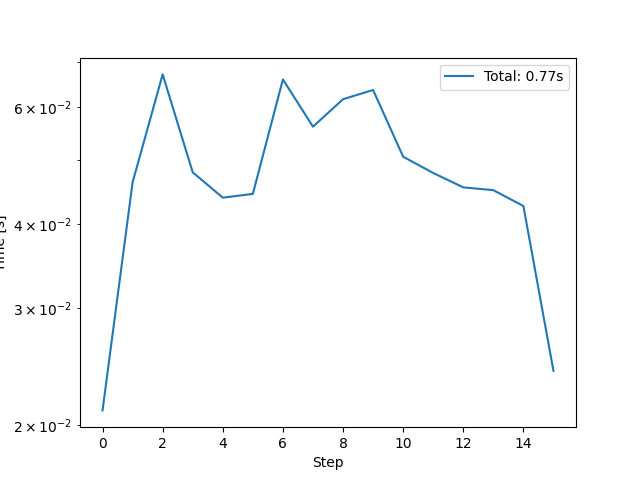 Total: 0.77s
6 × 10⁻²
4 × 10⁻²
3 × 10⁻²
2 × 10⁻²
Time [s]
0 2 4 6 8 10 12 14
Step